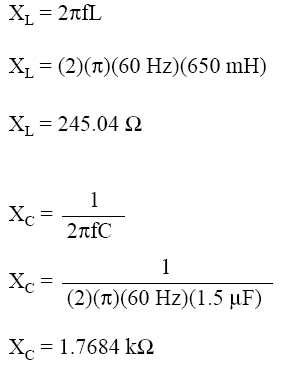 X_L = 2πfL
X_L = (2)(π)(60 Hz)(650 mH)
X_L = 245.04 Ω
X_C = 1 / 2πfC
X_C = 1 / (2)(π)(60 Hz)(1.5 µF)
X_C = 1.7684 kΩ